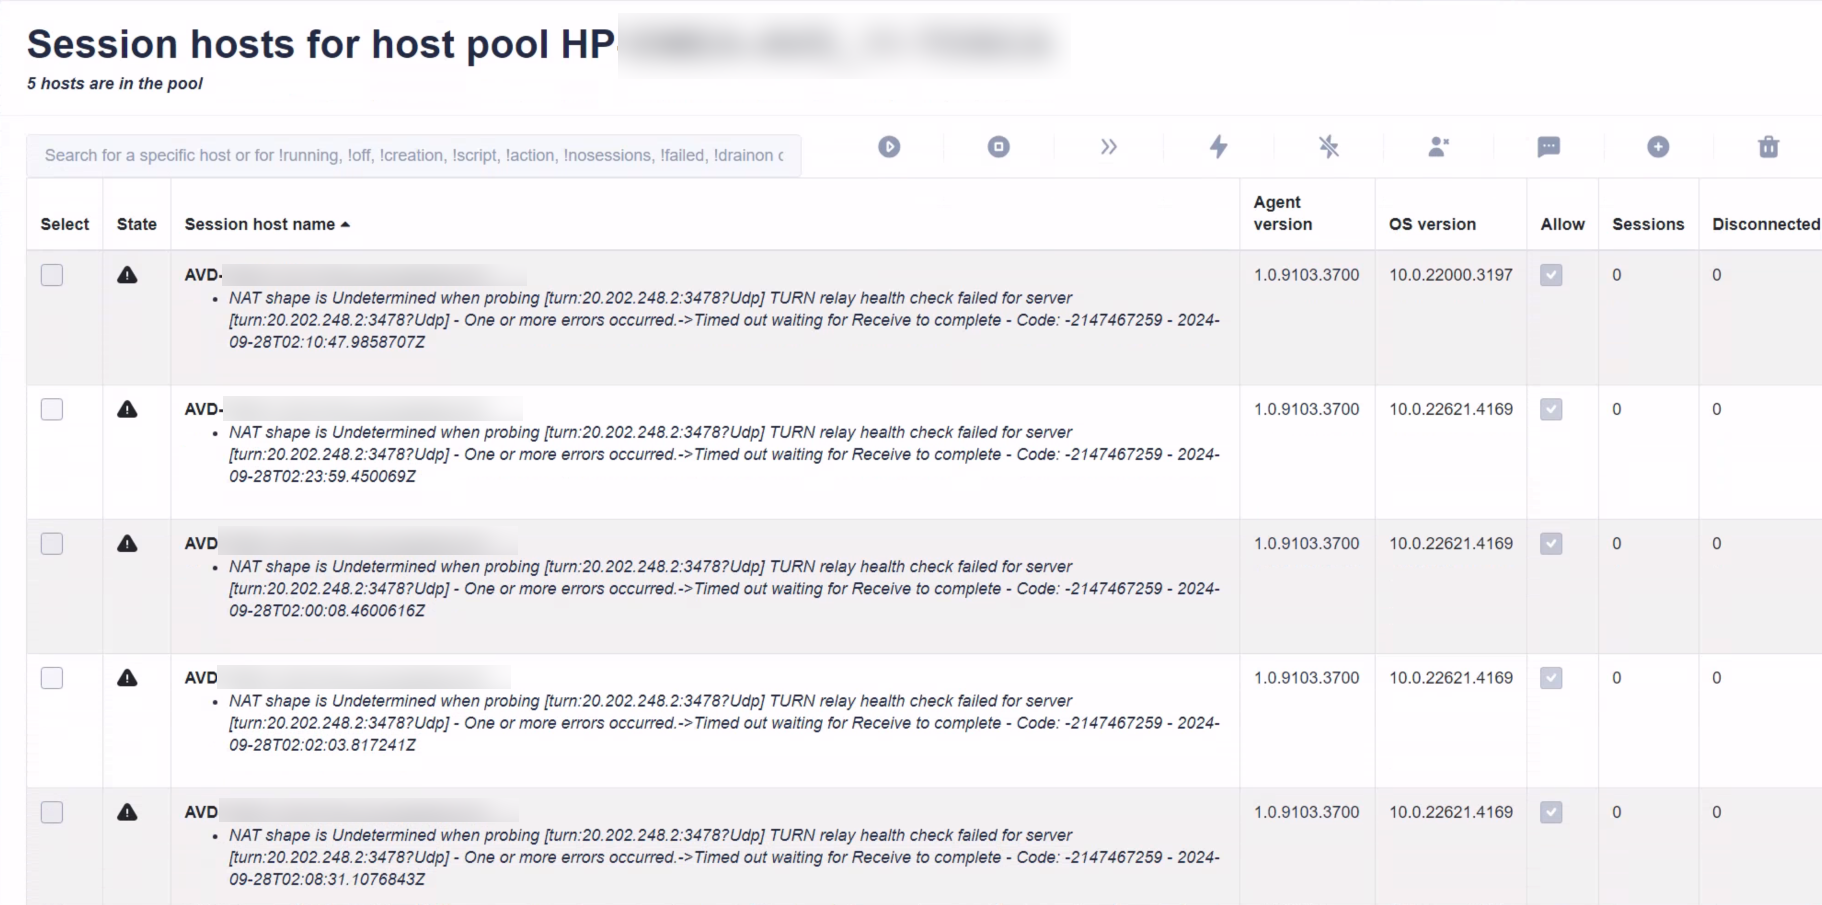 Session hosts for host pool HP-
5 hosts are in the pool
Search for a specific host or for !running, !off, !creation, !script, !action, !nosessions, !failed, !drainon
Select
State
Session host name
Agent
version
OS version
Allow
Sessions
Disconnected
AVD-
1.0.9103.3700
10.0.22000.3197
0
0
• NAT shape is Undetermined when probing [turn:20.202.248.2:3478?Udp] TURN relay health check failed for server
[turn:20.202.248.2:3478?Udp] - One or more errors occurred.->Timed out waiting for Receive to complete - Code: -2147467259 - 2024-
09-28T02:10:47.9858707Z
AVD-
1.0.9103.3700
10.0.22621.4169
0
0
• NAT shape is Undetermined when probing [turn:20.202.248.2:3478?Udp] TURN relay health check failed for server
[turn:20.202.248.2:3478?Udp] - One or more errors occurred.->Timed out waiting for Receive to complete - Code: -2147467259 - 2024-
09-28T02:23:59.450069Z
AVD
1.0.9103.3700
10.0.22621.4169
0
0
• NAT shape is Undetermined when probing [turn:20.202.248.2:3478?Udp] TURN relay health check failed for server
[turn:20.202.248.2:3478?Udp] - One or more errors occurred.->Timed out waiting for Receive to complete - Code: -2147467259 - 2024-
09-28T02:00:08.4600616Z
AVD
1.0.9103.3700
10.0.22621.4169
0
0
• NAT shape is Undetermined when probing [turn:20.202.248.2:3478?Udp] TURN relay health check failed for server
[turn:20.202.248.2:3478?Udp] - One or more errors occurred.->Timed out waiting for Receive to complete - Code: -2147467259 - 2024-
09-28T02:02:03.817241Z
AVD
1.0.9103.3700
10.0.22621.4169
0
0
• NAT shape is Undetermined when probing [turn:20.202.248.2:3478?Udp] TURN relay health check failed for server
[turn:20.202.248.2:3478?Udp] - One or more errors occurred.->Timed out waiting for Receive to complete - Code: -2147467259 - 2024-
09-28T02:08:31.1076843Z